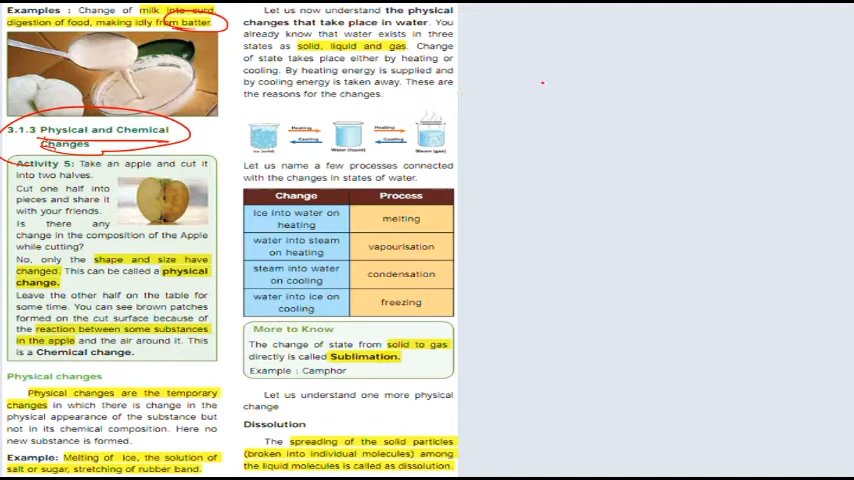 Examples : Change of milk into curd
digestion of food, making idly from batter.
3.1.3 Physical and Chemical
Changes
Activity 5: Take an apple and cut it
into two halves.
Cut one half into
pieces and share it
with your friends.
Is there any
change in the composition of the Apple
while cutting?
No, only the shape and size have
changed. This can be called a physical
change.
Leave the other half on the table for
some time. You can see brown patches
formed on the cut surface because of
the reaction between some substances
in the apple and the air around it. This
is a Chemical change.
Physical changes
Physical changes are the temporary
changes in which there is change in the
physical appearance of the substance but
not in its chemical composition. Here no
new substance is formed.
Example: Melting of ice, the solution of
salt or sugar, stretching of rubber band.
Let us now understand the physical
changes that take place in water. You
already know that water exists in three
states as solid, liquid and gas. Change
of state takes place either by heating or
cooling. By heating energy is supplied and
by cooling energy is taken away. These are
the reasons for the changes.
Heating Heating
Cooling Cooling
Ice (solid) Water (liquid) Steam (gas)
Let us name a few processes connected
with the changes in states of water.
Change Process
ice into water on
heating
melting
water into steam
on heating
vapourisation
steam into water
on cooling
condensation
water into ice on
cooling
freezing
More to Know
The change of state from solid to gas
directly is called Sublimation.
Example : Camphor
Let us understand one more physical
change
Dissolution
The spreading of the solid particles
(broken into individual molecules) among
the liquid molecules is called as dissolution.